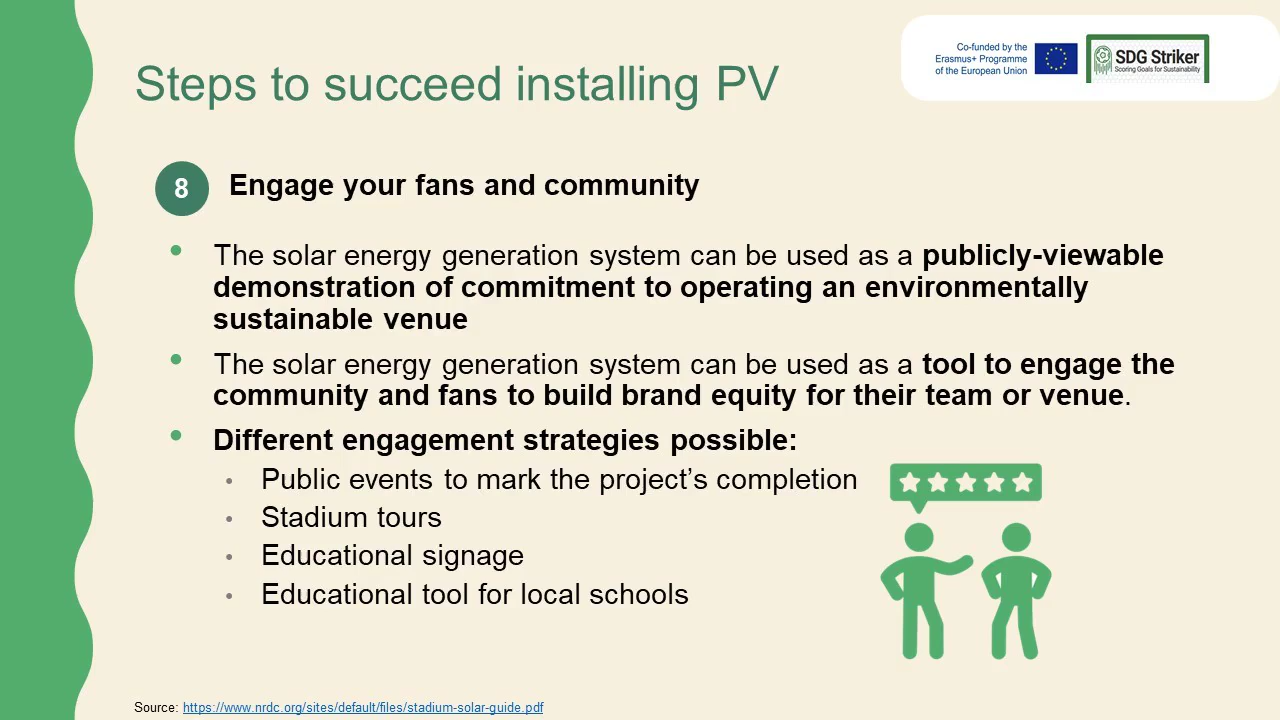 Co-funded by the
Erasmus+ Programme
of the European Union
SDG Striker
Scoring Goals for Sustainability
Steps to succeed installing PV
8
Engage your fans and community
• The solar energy generation system can be used as a publicly-viewable
demonstration of commitment to operating an environmentally
sustainable venue
• The solar energy generation system can be used as a tool to engage the
community and fans to build brand equity for their team or venue.
• Different engagement strategies possible:
• Public events to mark the project’s completion
• Stadium tours
• Educational signage
• Educational tool for local schools
Source: https://www.nrdc.org/sites/default/files/stadium-solar-guide.pdf